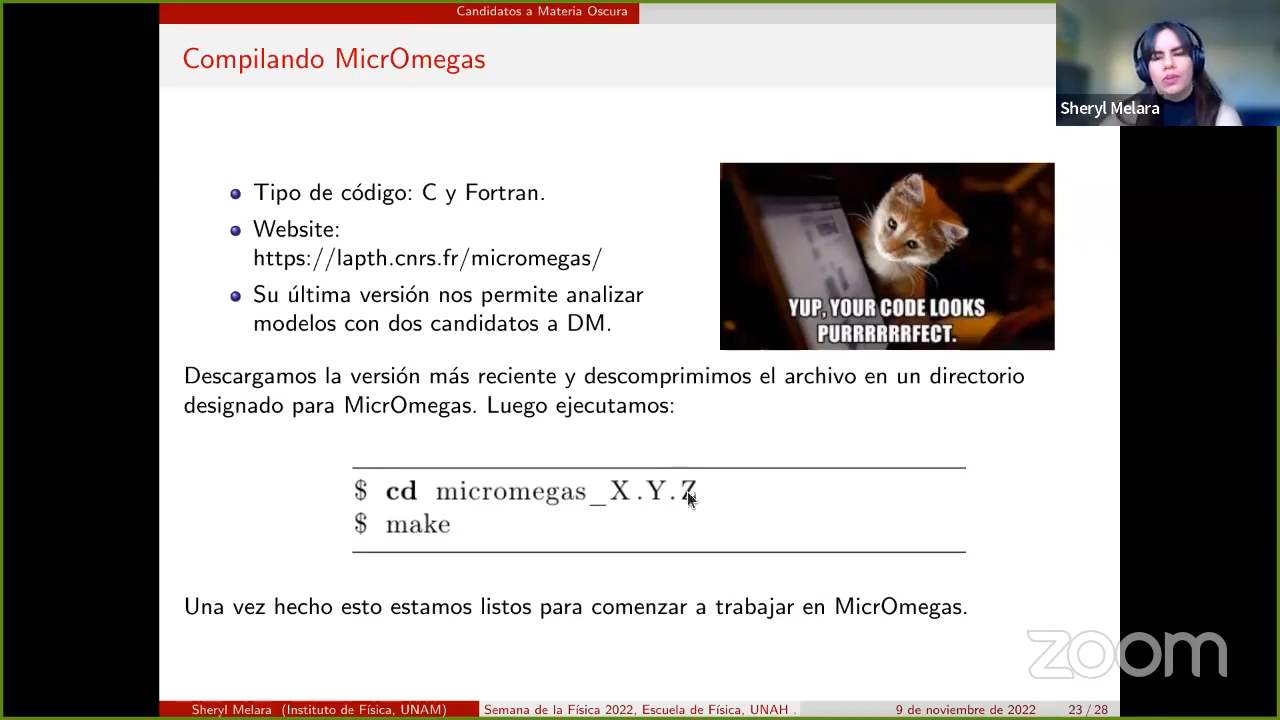 Candidatos a Materia Oscura
Compilando MicrOmegas
Sheryl Melara
Tipo de código: C y Fortran.
Website:
https://lapth.cnrs.fr/micromegas/
Su última versión nos permite analizar
modelos con dos candidatos a DM.
YUP, YOUR CODE LOOKS
PURRRRRRFECT.
Descargamos la versión más reciente y descomprimimos el archivo en un directorio
designado para MicrOmegas. Luego ejecutamos:
$ cd micromegas_X.Y.Z
$ make
Una vez hecho esto estamos listos para comenzar a trabajar en MicrOmegas.
zoom
Sheryl Melara (Instituto de Física, UNAM)
Semana de la Física 2022, Escuela de Física, UNAH .
9 de noviembre de 2022
23 / 28